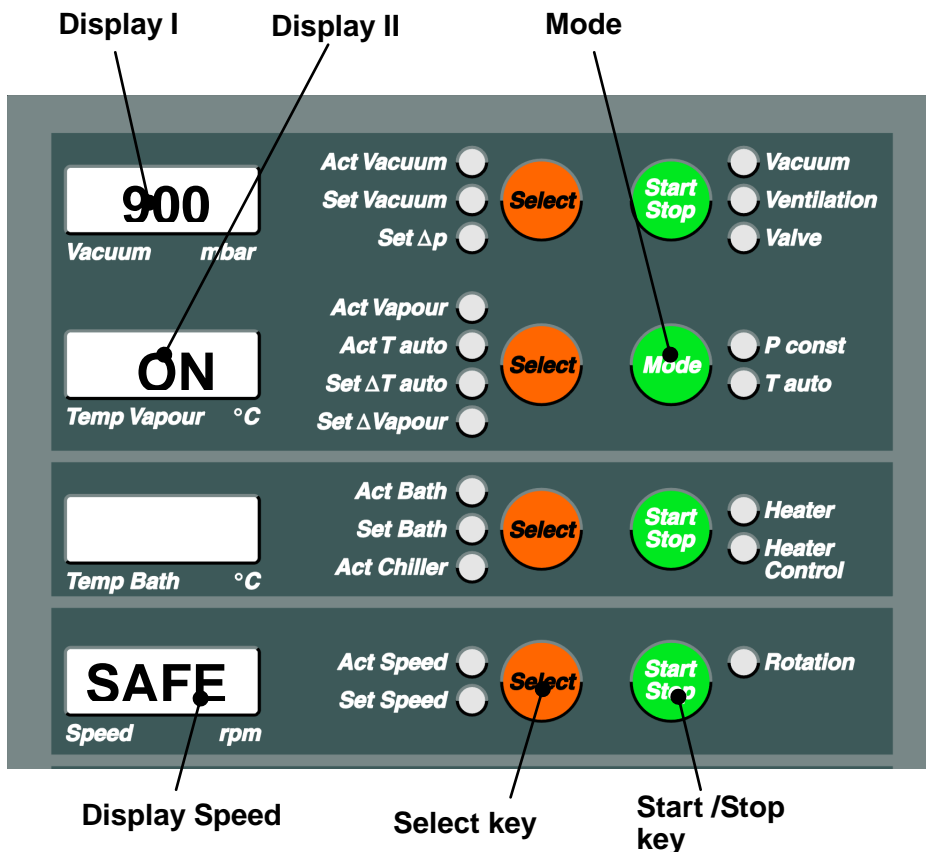 Display I
Display II
Mode
900
Vacuum mbar
Act Vacuum
Set Vacuum
Set Δp
Select
Start
Stop
Vacuum
Ventilation
Valve
ON
Temp Vapour °C
Act Vapour
Act T auto
Set ΔT auto
Set ΔVapour
Select
Mode
P const
T auto
Temp Bath °C
Act Bath
Set Bath
Act Chiller
Select
Start
Stop
Heater
Heater
Control
SAFE
Speed rpm
Act Speed
Set Speed
Select
Start
Stop
Rotation
Display Speed
Select key
Start /Stop
key